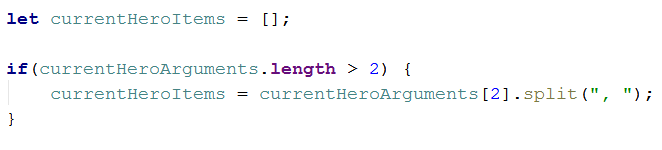 let currentHeroItems = [];
if(currentHeroArguments.length > 2) {
    currentHeroItems = currentHeroArguments[2].split(", ");
}